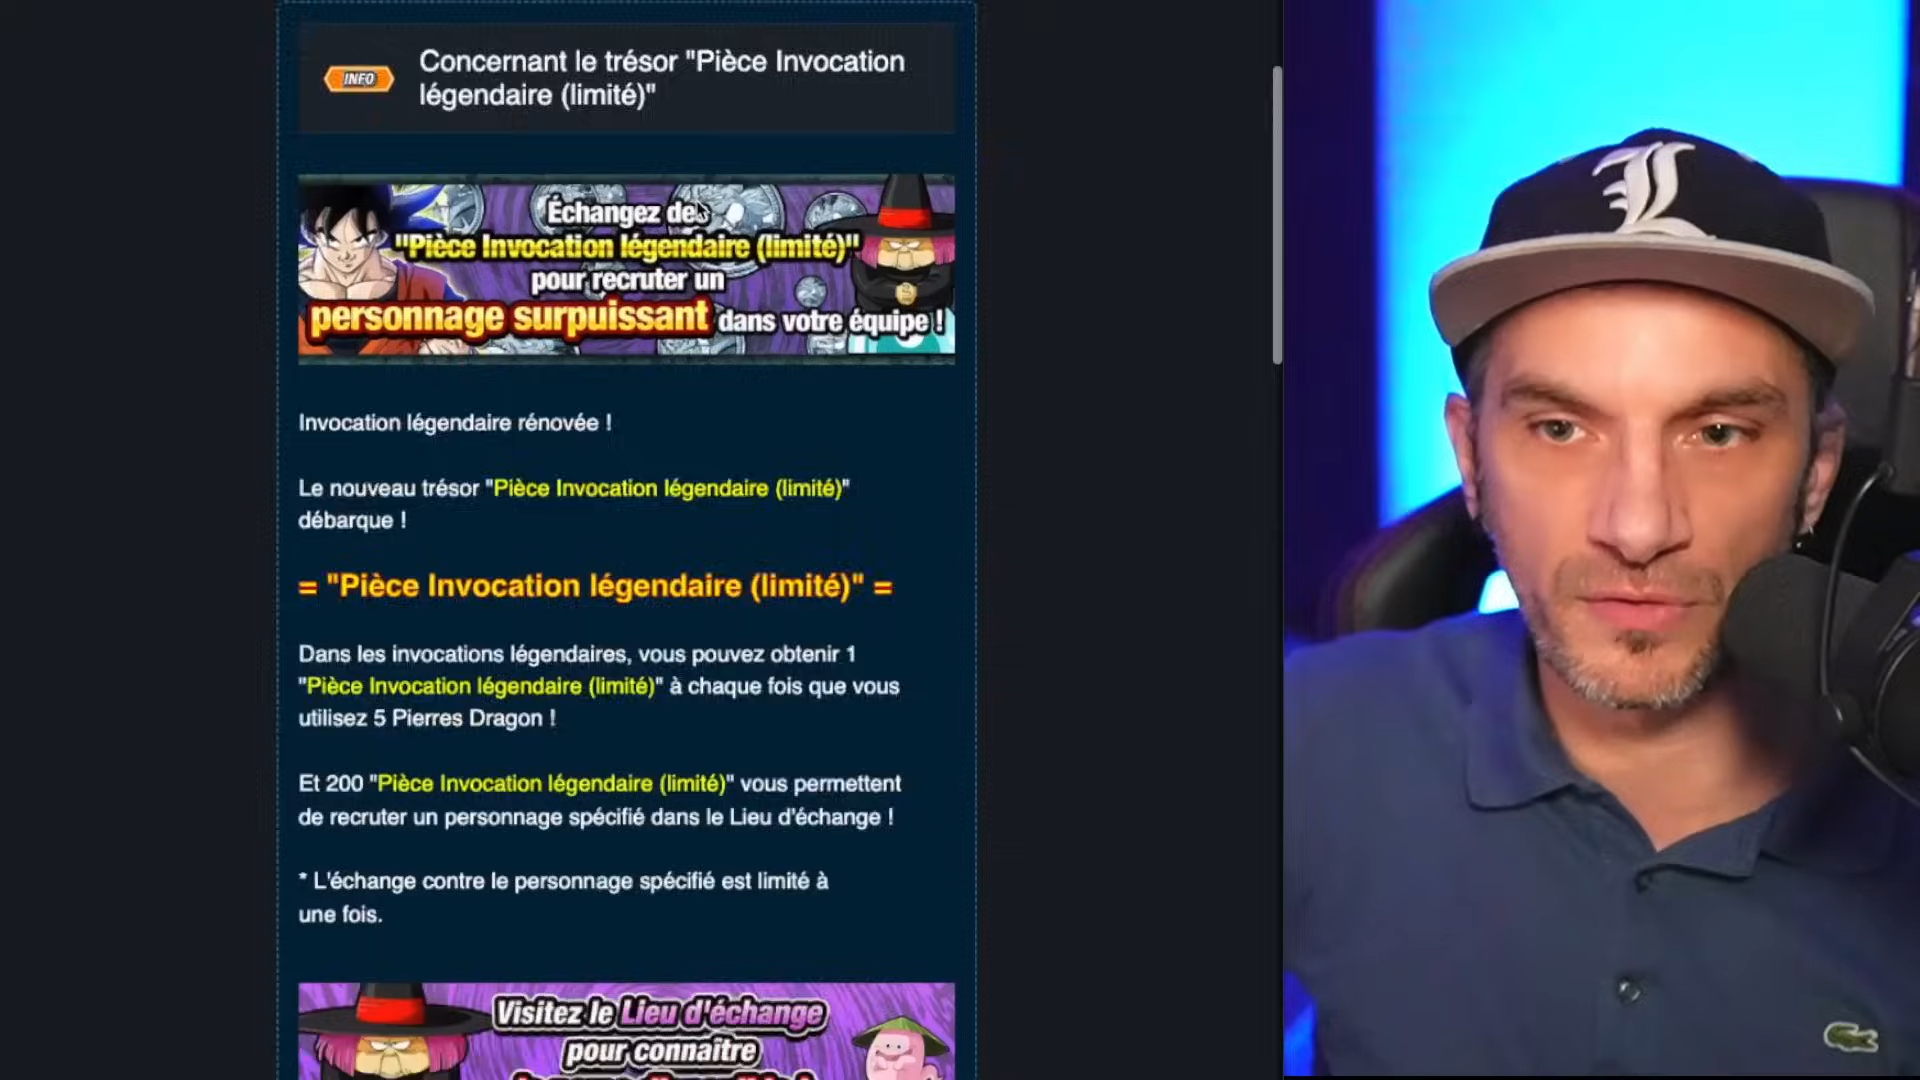 INFO
Concernant le trésor "Pièce Invocation
légendaire (limité)"
Échangez des
"Pièce Invocation légendaire (limité)"
pour recruter un
personnage surpuissant dans votre équipe !
Invocation légendaire rénovée !
Le nouveau trésor "Pièce Invocation légendaire (limité)"
débarque !
= "Pièce Invocation légendaire (limité)" =
Dans les invocations légendaires, vous pouvez obtenir 1
"Pièce Invocation légendaire (limité)" à chaque fois que vous
utilisez 5 Pierres Dragon !
Et 200 "Pièce Invocation légendaire (limité)" vous permettent
de recruter un personnage spécifié dans le Lieu d'échange !
* L'échange contre le personnage spécifié est limité à
une fois.
Visitez le Lieu d'échange
pour connaître
L